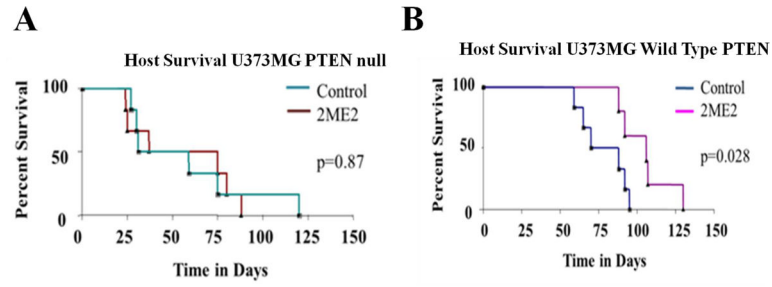 A
Host Survival U373MG PTEN null
Percent Survival
100
50
0
Control
2ME2
p=0.87
0 25 50 75 100 125 150
Time in Days
B
Host Survival U373MG Wild Type PTEN
Percent Survival
100
50
0
Control
2ME2
p=0.028
0 25 50 75 100 125 150
Time in Days